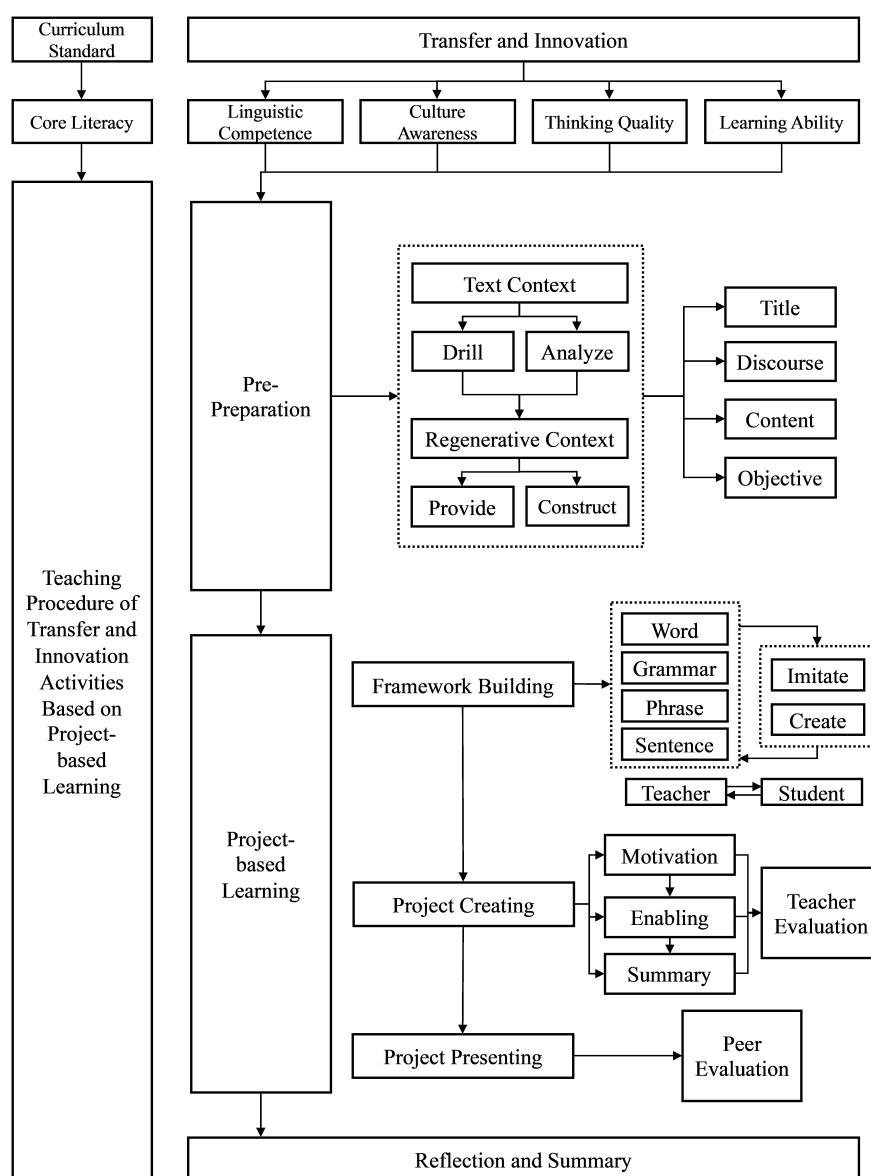 Curriculum
Standard
Transfer and Innovation
Core Literacy
Linguistic
Competence
Culture
Awareness
Thinking Quality
Learning Ability
Teaching
Procedure of
Transfer and
Innovation
Activities
Based on
Project-
based
Learning
Pre-
Preparation
Text Context
Drill
Analyze
Regenerative Context
Provide
Construct
Title
Discourse
Content
Objective
Project-
based
Learning
Framework Building
Word
Grammar
Phrase
Sentence
Imitate
Create
Teacher
Student
Project Creating
Motivation
Enabling
Summary
Teacher
Evaluation
Project Presenting
Peer
Evaluation
Reflection and Summary